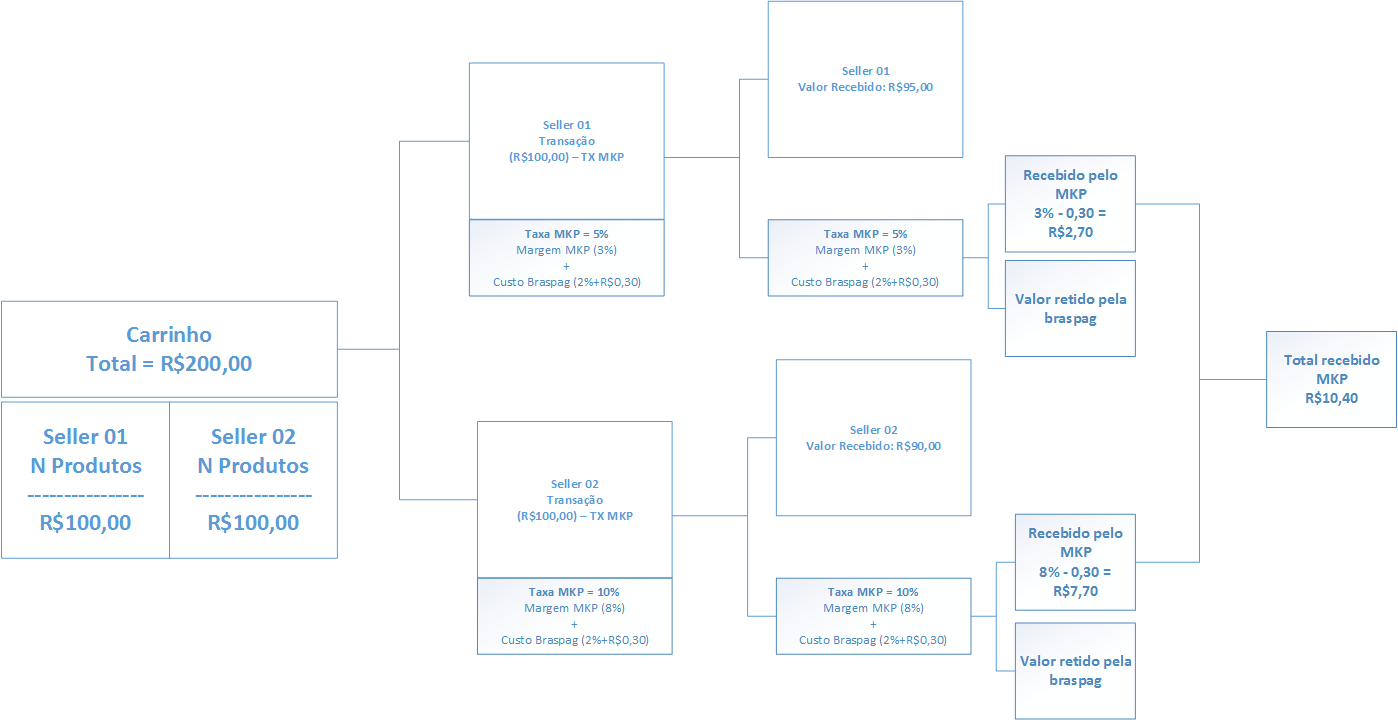 Carrinho
Total = R$200,00
Seller 01
N Produtos
----------------
R$100,00
Seller 02
N Produtos
----------------
R$100,00
Seller 01
Transação
(R$100,00) – TX MKP
Taxa MKP = 5%
Margem MKP (3%)
+
Custo Braspag (2%+R$0,30)
Seller 01
Valor Recebido: R$95,00
Taxa MKP = 5%
Margem MKP (3%)
+
Custo Braspag (2%+R$0,30)
Recebido pelo
MKP
3% - 0,30 =
R$2,70
Valor retido pela
braspag
Seller 02
Transação
(R$100,00) – TX MKP
Taxa MKP = 10%
Margem MKP (8%)
+
Custo Braspag (2%+R$0,30)
Seller 02
Valor Recebido: R$90,00
Taxa MKP = 10%
Margem MKP (8%)
+
Custo Braspag (2%+R$0,30)
Recebido pelo
MKP
8% - 0,30 =
R$7,70
Valor retido pela
braspag
Total recebido
MKP
R$10,40